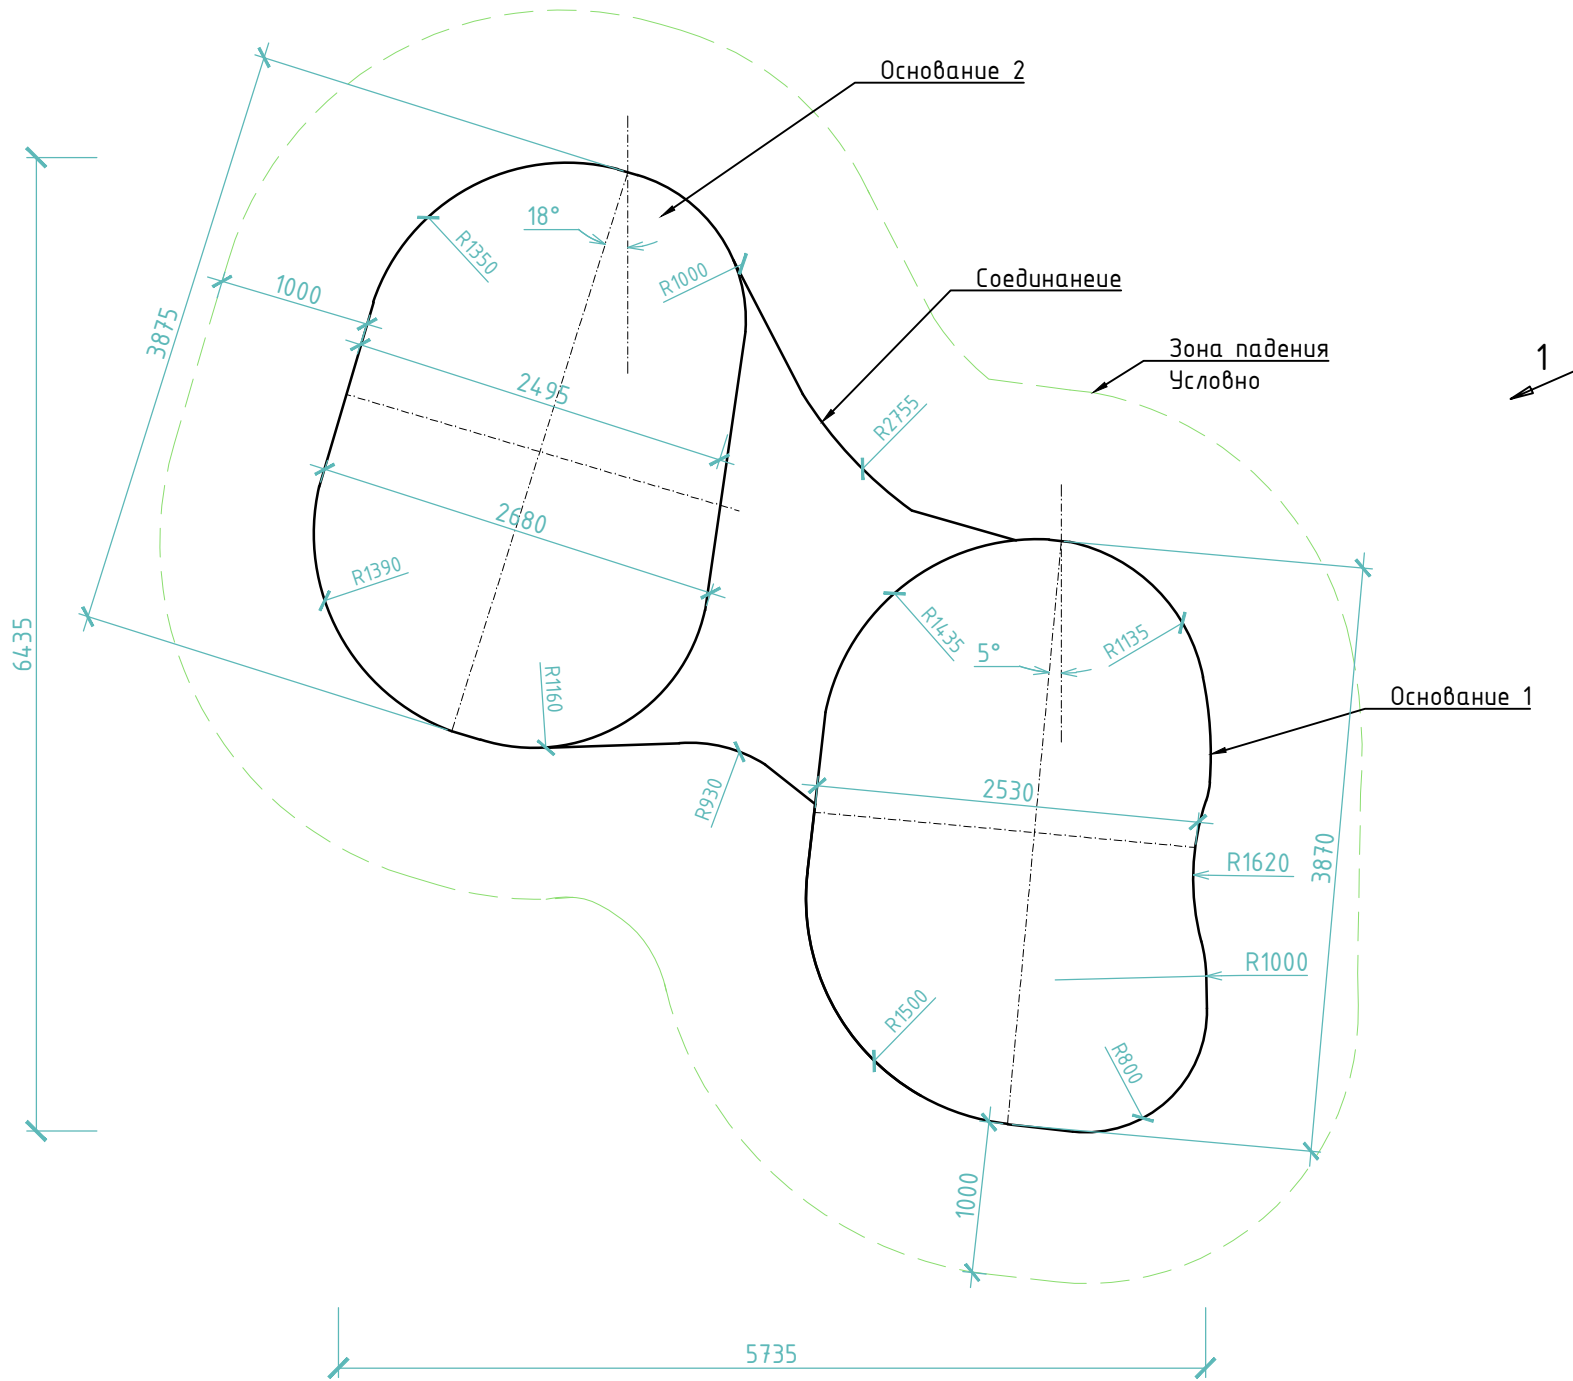 Основание 2
18°
R1350
R1000
Соединанеие
1000
3875
Зона падения
Условно
1
2495
R2755
2680
R1390
6435
R1435
5°
R1135
R1160
Основание 1
R930
2530
3870
R1620
R1000
R1500
R800
1000
5735